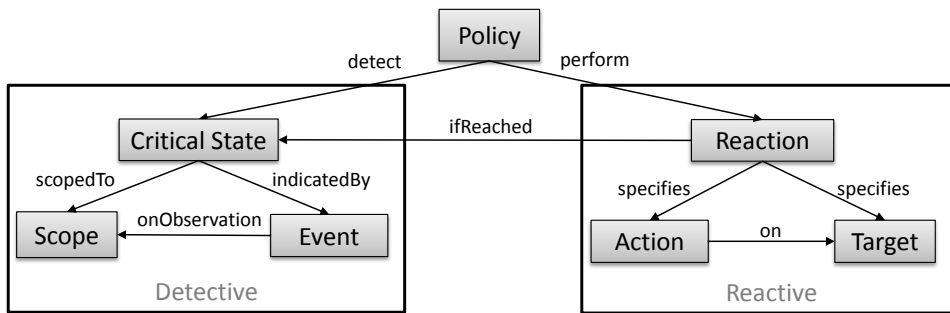 Policy
detect
perform
Critical State
ifReached
Reaction
scopedTo
indicatedBy
specifies
specifies
Scope
onObservation
Event
Action
on
Target
Detective
Reactive